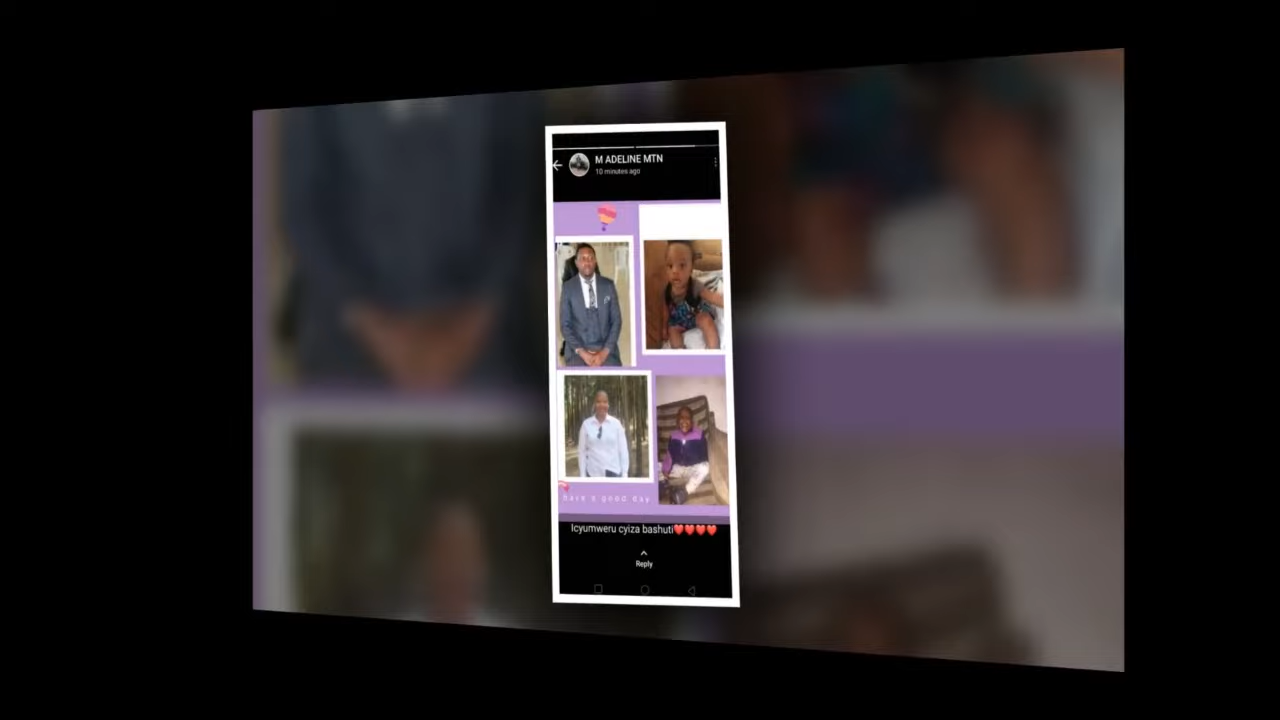 M ADELINE MTN
10 minutes ago
have a good day
Icyumweru cyiza bashuti❤❤❤❤
Reply